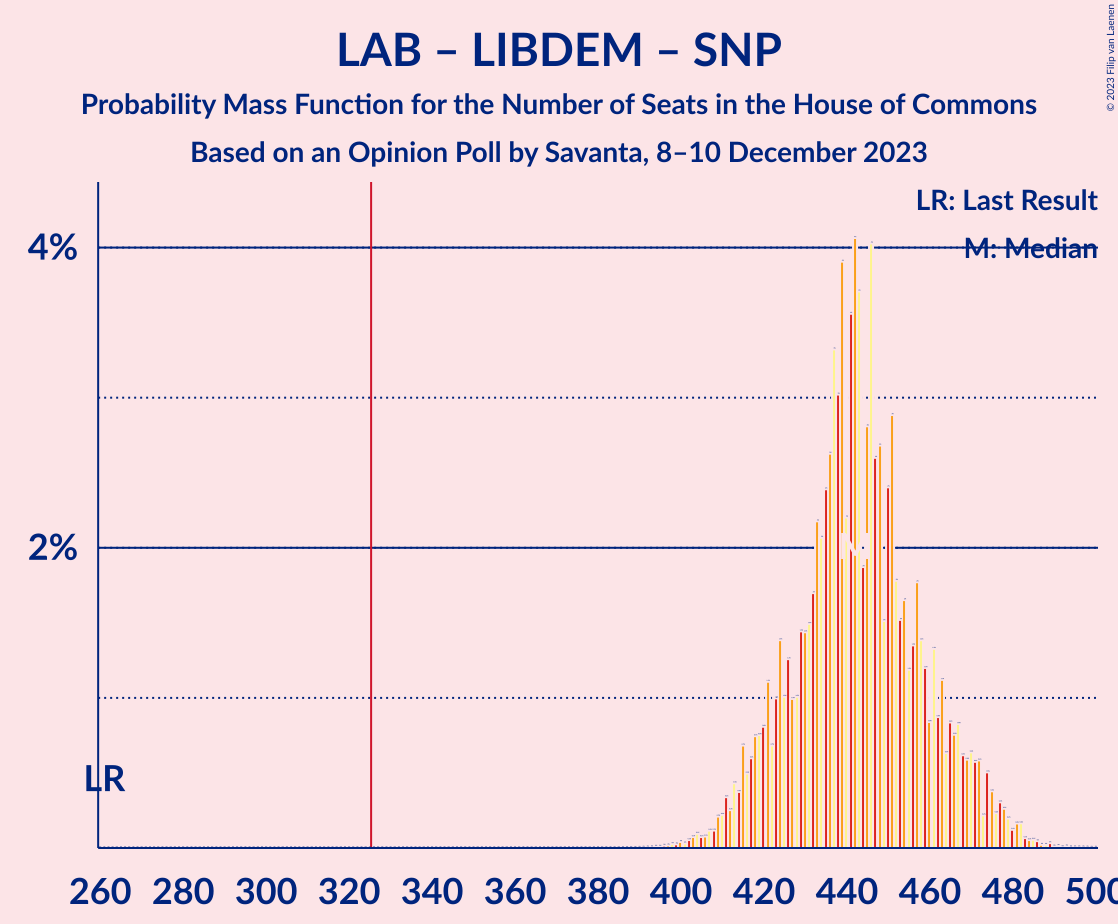 LAB – LIBDEM – SNP
Probability Mass Function for the Number of Seats in the House of Commons
Based on an Opinion Poll by Savanta, 8–10 December 2023
© 2023 Filip van Laenen
LR: Last Result
M: Median
4%
2%
M
LR
260 280 300 320 340 360 380 400 420 440 460 480 500